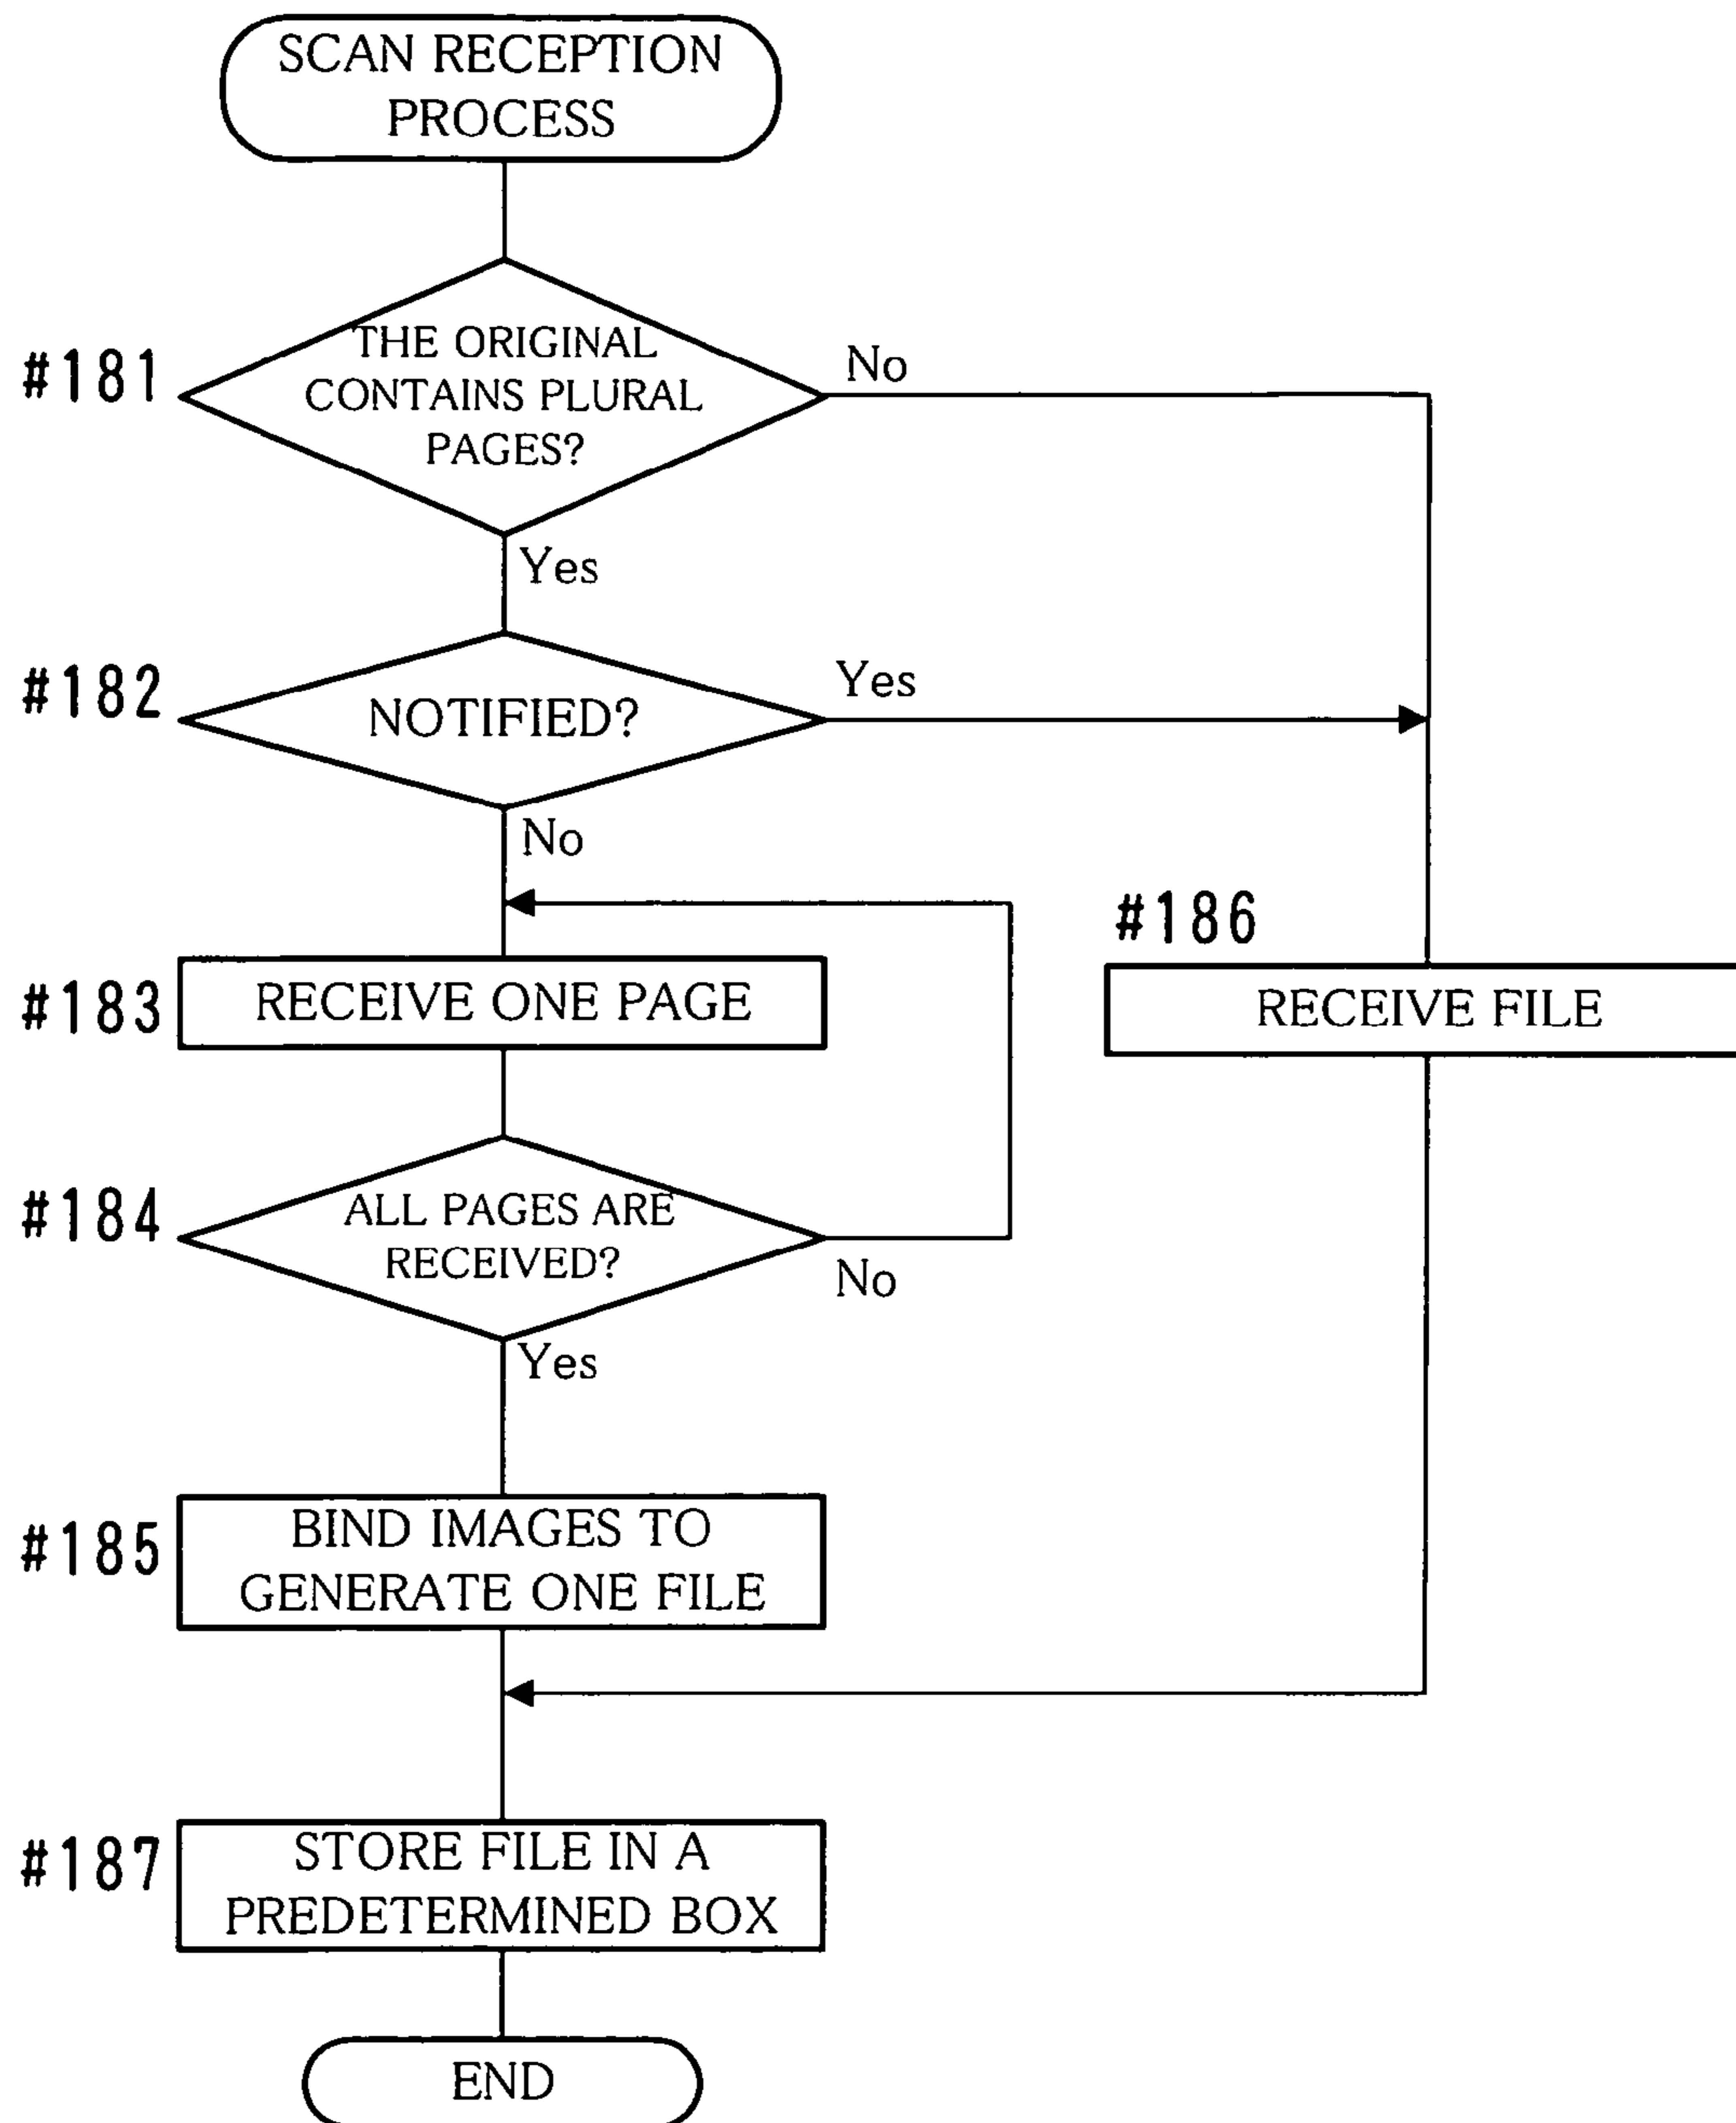 SCAN RECEPTION
PROCESS
#181
THE ORIGINAL
CONTAINS PLURAL
PAGES?
No
Yes
#182
NOTIFIED?
Yes
No
#183
RECEIVE ONE PAGE
#186
RECEIVE FILE
#184
ALL PAGES ARE
RECEIVED?
No
Yes
#185
BIND IMAGES TO
GENERATE ONE FILE
#187
STORE FILE IN A
PREDETERMINED BOX
END